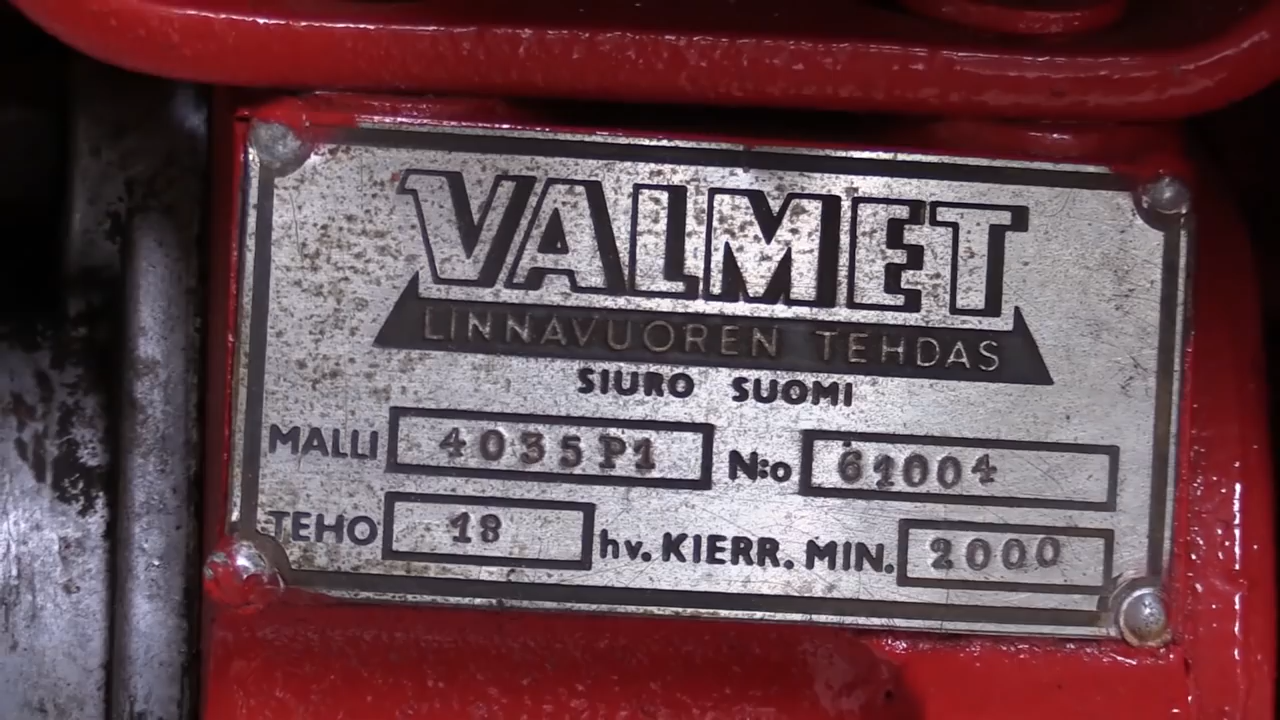 VALMET
LINNAVUOREN TEHDAS
SIURO SUOMI
MALLI 4035P1 N:o 61004
TEHO 18 hv. KIERR. MIN. 2000